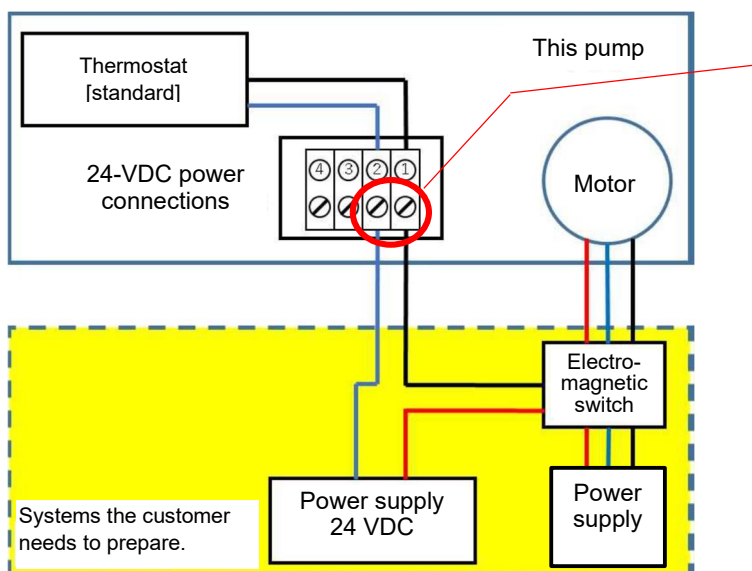 This pump
Thermostat
[standard]
24-VDC power
connections
④ ③ ② ①
Motor
Electro-
magnetic
switch
Power supply
24 VDC
Power
supply
Systems the customer
needs to prepare.